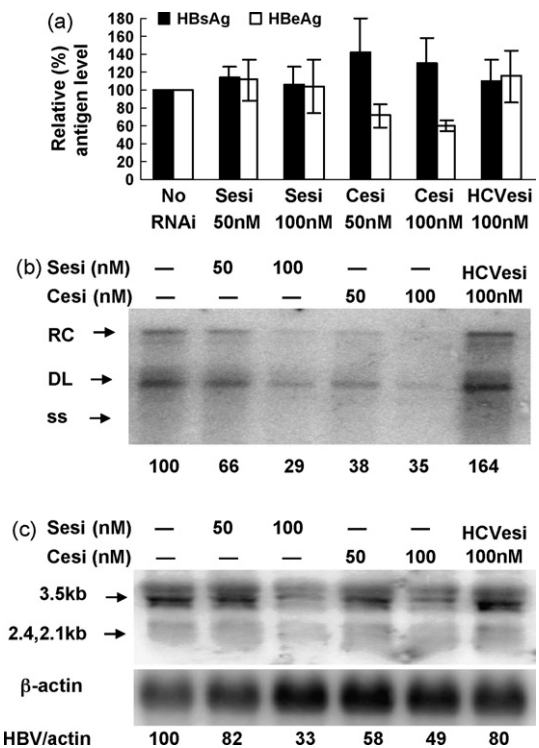 (a)
HBsAg HBeAg
Relative (%)
antigen level
180
160
140
120
100
80
60
40
20
0
No Sesi Sesi Cesi Cesi HCVesi
RNAi 50nM 100nM 50nM 100nM 100nM
(b) Sesi (nM) — 50 100 HCVesi
Cesi (nM) — — 50 100 100nM
RC
DL
ss
100 66 29 38 35 164
(c) Sesi (nM) — 50 100 HCVesi
Cesi (nM) — — 50 100 100nM
3.5kb
2.4,2.1kb
β-actin
HBV/actin 100 82 33 58 49 80